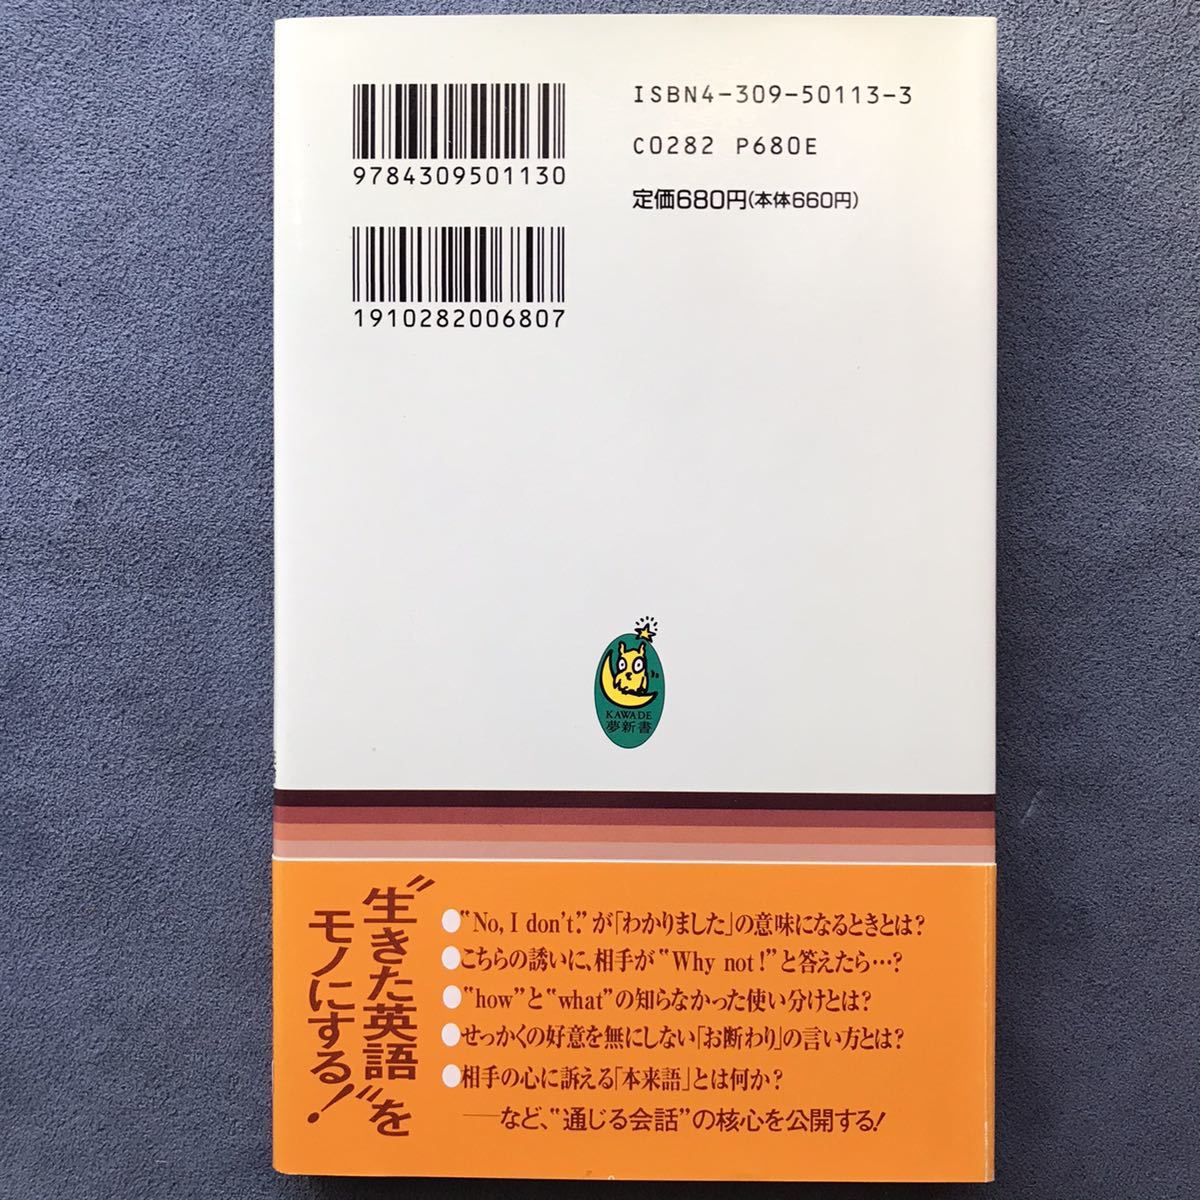 ISBN4-309-50113-3
C0282 P680E
定価680円(本体660円)
9784309501130
1910282006807
KAWADE
夢新書
“生きた英語”を
モノにする!
●“No, I don't.”が「わかりました」の意味になるときとは?
●こちらの誘いに、相手が“Why not!”と答えたら…?
●“how”と“what”の知らなかった使い分けとは?
●せっかくの好意を無にしない「お断わり」の言い方とは?
●相手の心に訴える「本来語」とは何か?
──など、“通じる会話”の核心を公開する!